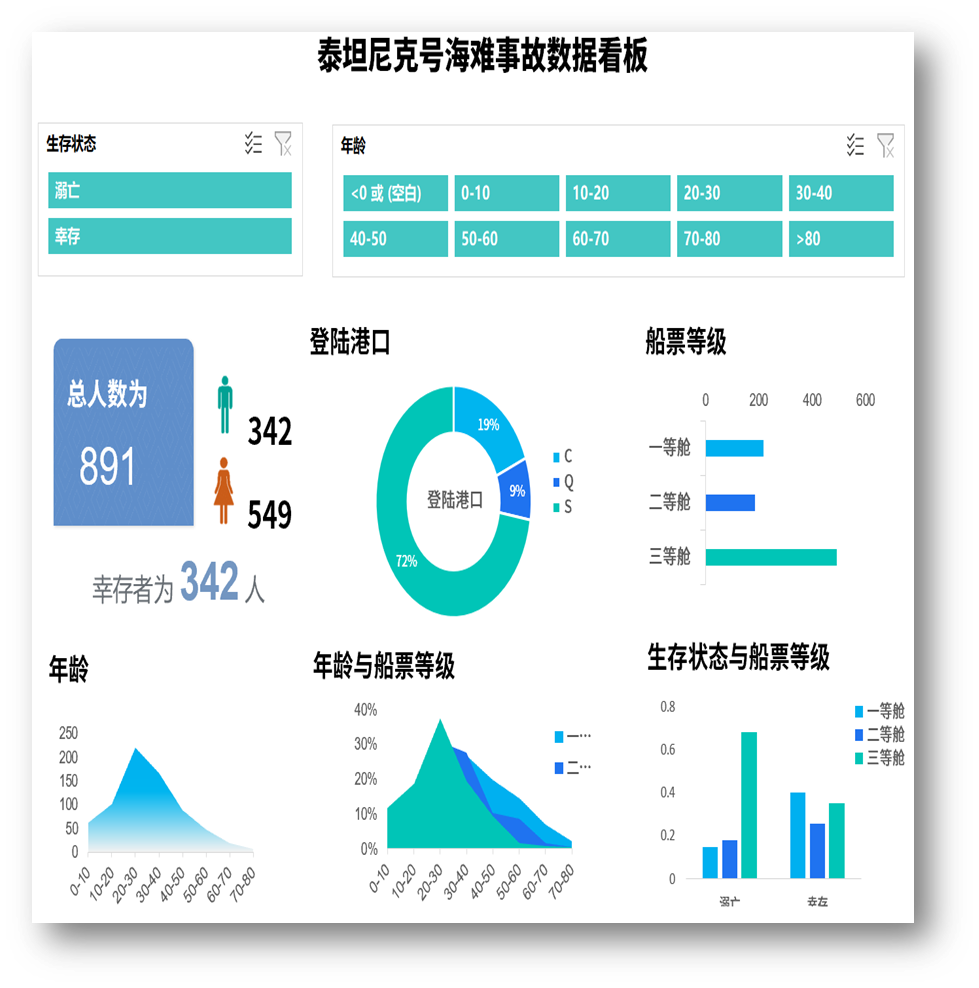 泰坦尼克号海难事故数据看板
生存状态
溺亡
幸存
年龄
<0 或 (空白) 0-10 10-20 20-30 30-40
40-50 50-60 60-70 70-80 >80
总人数为
891
342
549
幸存者为 342 人
登陆港口
19%
9%
72%
登陆港口
C
Q
S
船票等级
0 200 400 600
一等舱
二等舱
三等舱
年龄
250
200
150
100
50
0
0-10 10-20 20-30 30-40 40-50 50-60 60-70 70-80
年龄与船票等级
40%
30%
20%
10%
0%
0-10 10-20 20-30 30-40 40-50 50-60 60-70 70-80
一…
二…
生存状态与船票等级
0.8
0.6
0.4
0.2
0
溺亡 幸存
一等舱
二等舱
三等舱